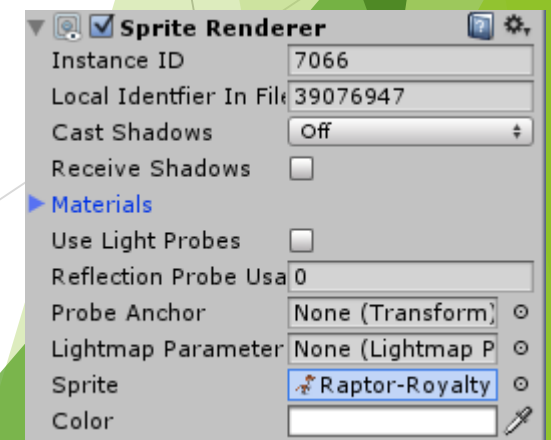 Sprite Renderer
Instance ID 7066
Local Identfier In File 39076947
Cast Shadows Off
Receive Shadows
Materials
Use Light Probes
Reflection Probe Usa 0
Probe Anchor None (Transform)
Lightmap Parameter None (Lightmap P
Sprite Raptor-Royalty
Color